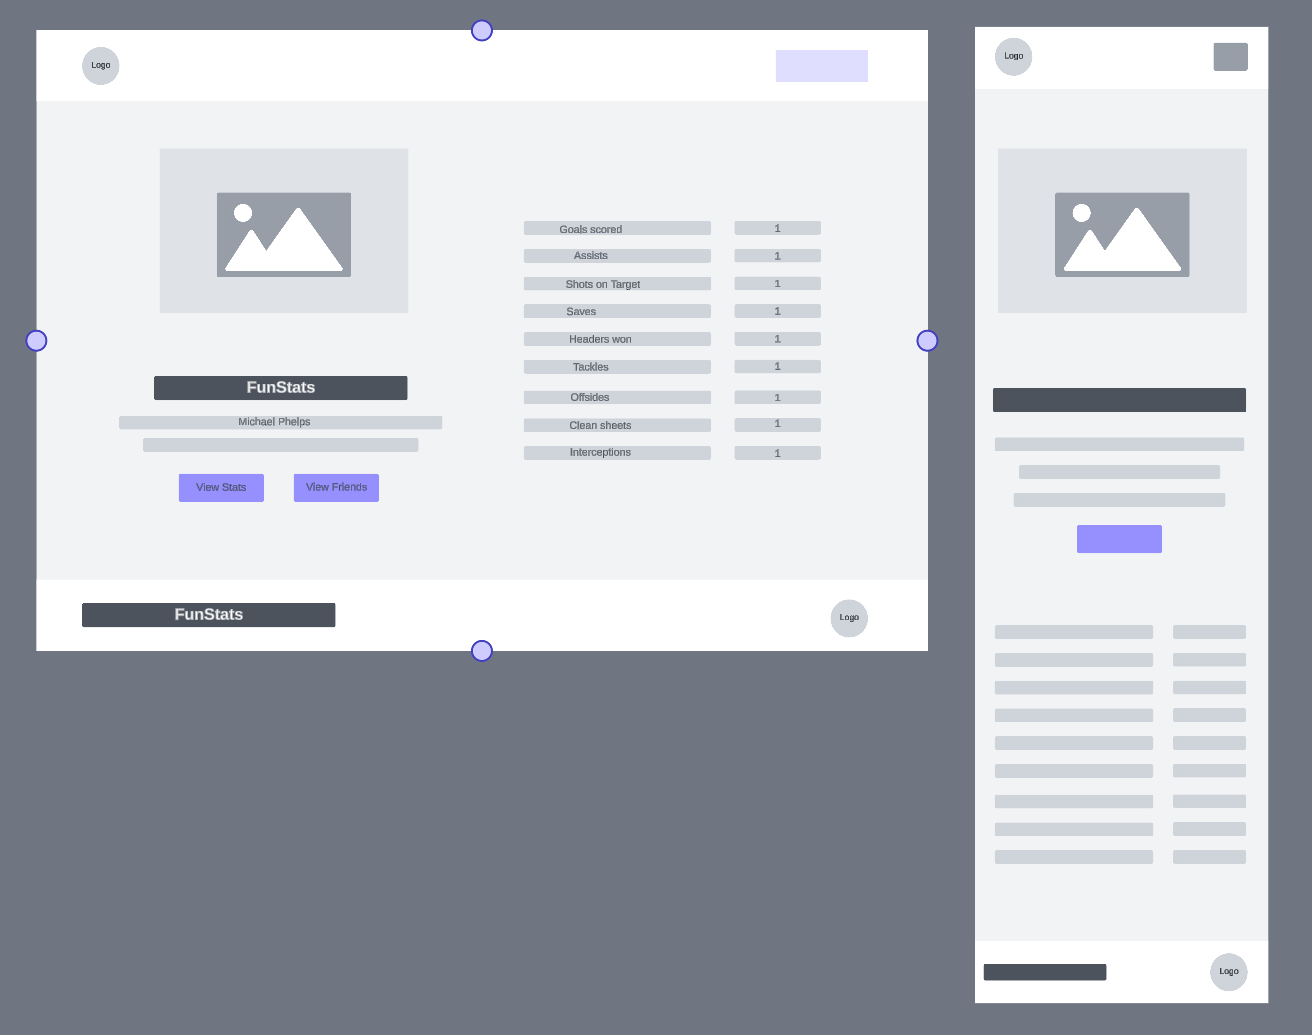 Logo
FunStats
Michael Phelps
View Stats
View Friends
Goals scored 1
Assists 1
Shots on Target 1
Saves 1
Headers won 1
Tackles 1
Offsides 1
Clean sheets 1
Interceptions 1
FunStats
Logo
Logo
Logo